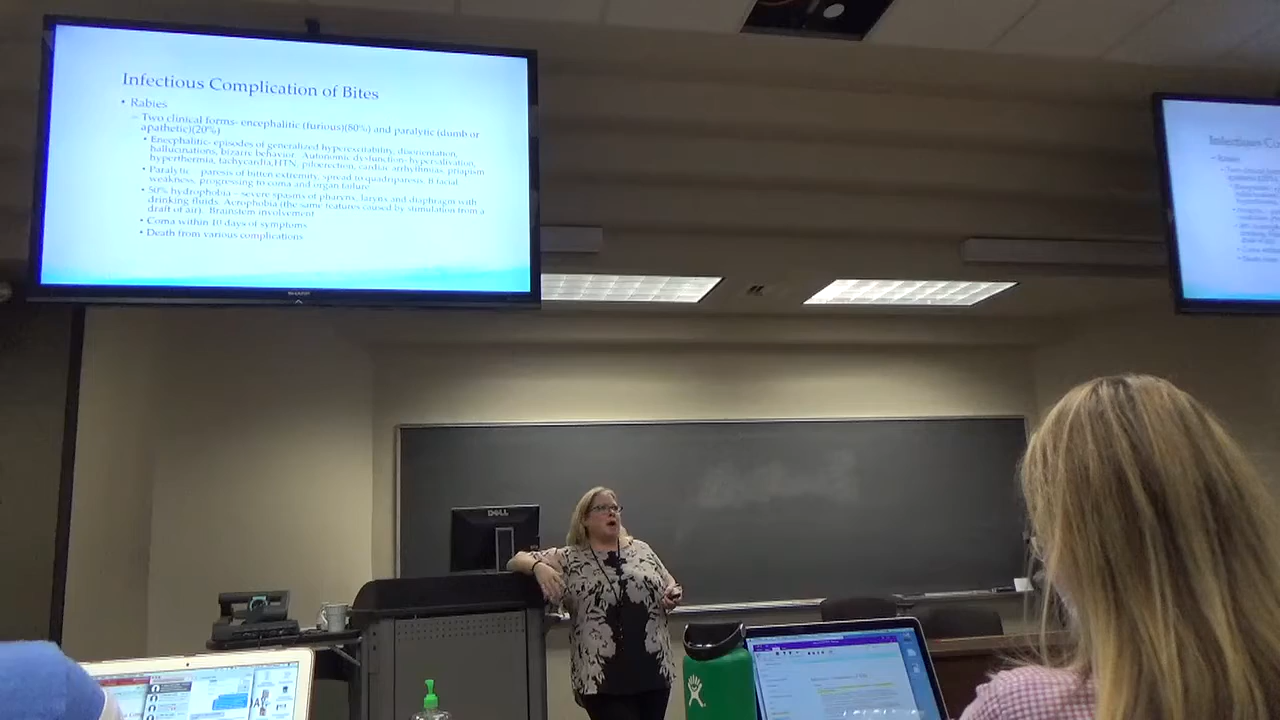 Infectious Complication of Bites
• Rabies
– Two clinical forms- encephalitic (furious)(80%) and paralytic (dumb or
apathetic)(20%)
• Encephalitic- episodes of generalized hyperexcitability, disorientation,
hallucinations, bizarre behavior. Autonomic dysfunction- hypersalivation,
hyperthermia, tachycardia,HTN, piloerection, cardiac arrhythmias, priapism
• Paralytic – paresis of bitten extremity, spread to quadraparesis, B facial
weakness, progressing to coma and organ failure
• 50% hydrophobia – severe spasms of pharynx, larynx and diaphragm with
drinking fluids. Aerophobia (the same features caused by stimulation from a
draft of air). Brainstem involvement
• Coma within 10 days of symptoms
• Death from various complications
SHARP
Infectious Co
DELL